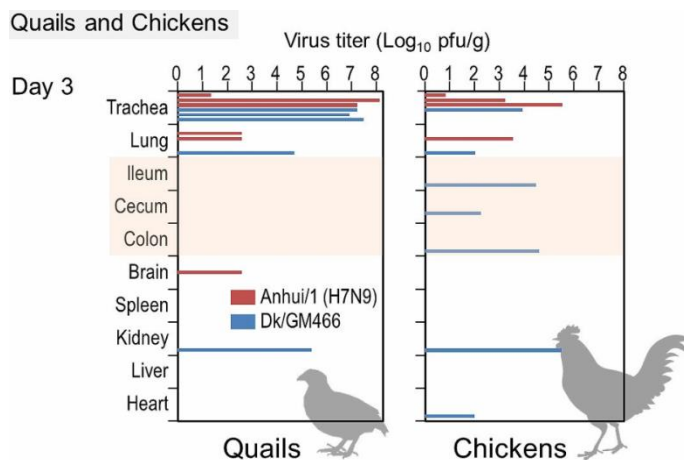 Quails and Chickens
Virus titer (Log10 pfu/g)
Day 3
0 1 2 3 4 5 6 7 8
0 1 2 3 4 5 6 7 8
Trachea
Lung
Ileum
Cecum
Colon
Brain
Spleen
Kidney
Liver
Heart
Anhui/1 (H7N9)
Dk/GM466
Quails
Chickens